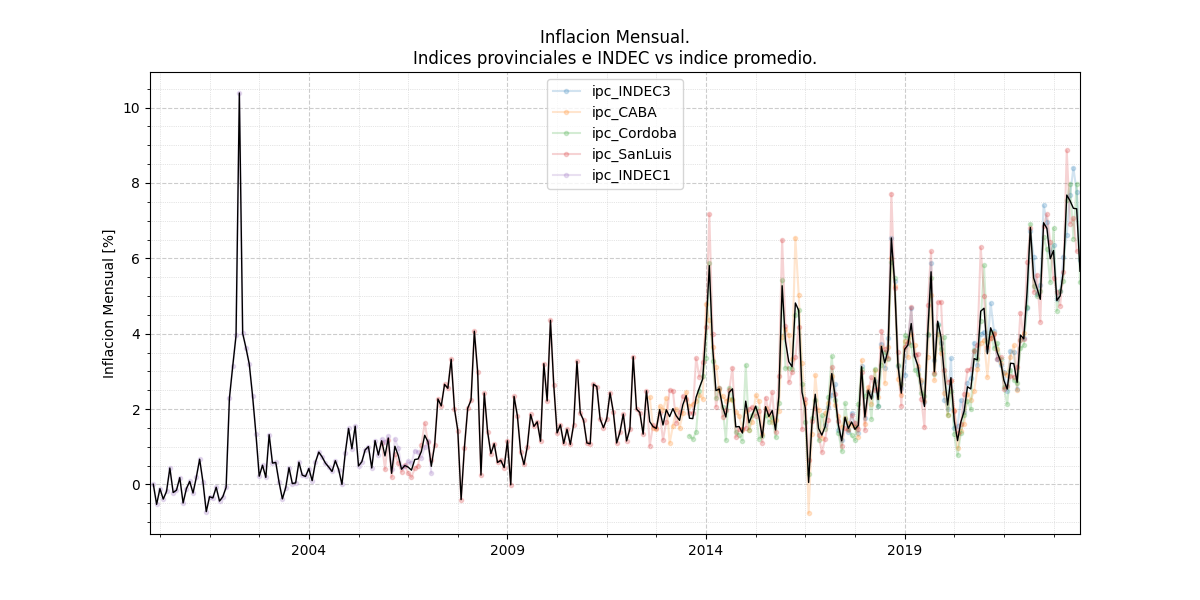 Inflacion Mensual.
Indices provinciales e INDEC vs indice promedio.
ipc_INDEC3
ipc_CABA
ipc_Cordoba
ipc_SanLuis
ipc_INDEC1
Inflacion Mensual [%]
10
8
6
4
2
0
2004
2009
2014
2019